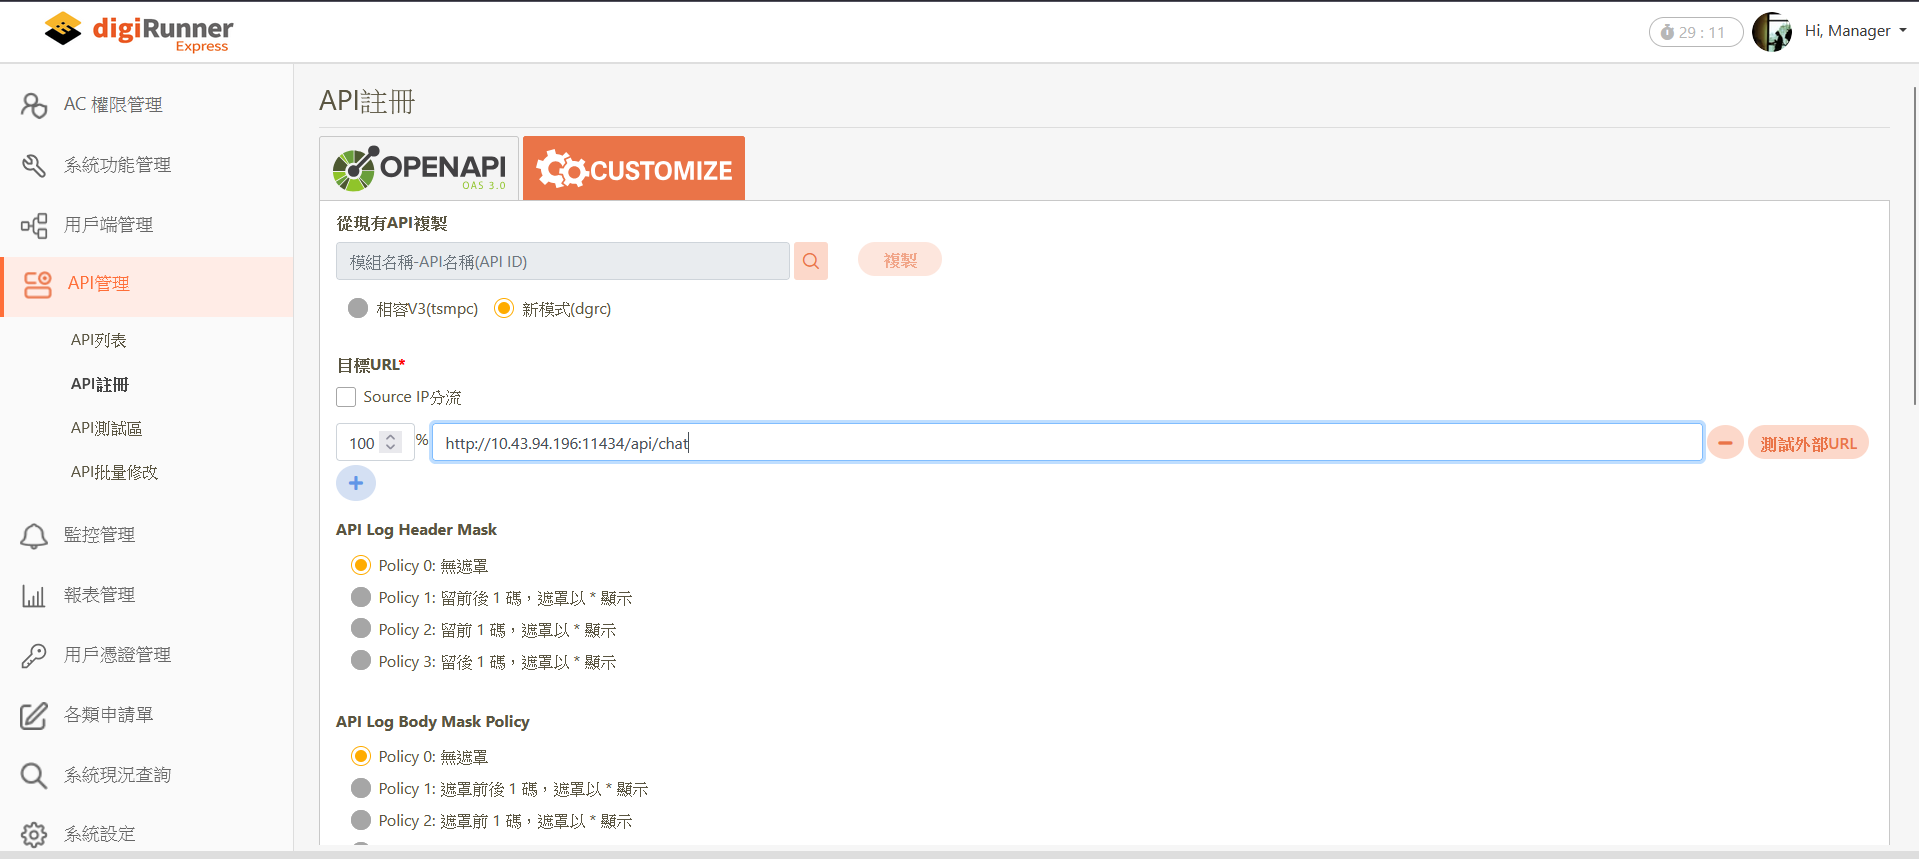 digiRunner
Express
29 : 11
Hi, Manager
AC 權限管理
系統功能管理
用戶端管理
API管理
API列表
API註冊
API測試區
API批量修改
監控管理
報表管理
用戶憑證管理
各類申請單
系統現況查詢
系統設定
API註冊
OPENAPI
OAS 3.0
CUSTOMIZE
從現有API複製
模組名稱-API名稱(API ID)
複製
相容V3(tsmpc) 新模式(dgrc)
目標URL*
Source IP分流
100 % http://10.43.94.196:11434/api/chat
測試外部URL
API Log Header Mask
Policy 0: 無遮罩
Policy 1: 留前後 1 碼，遮罩以 * 顯示
Policy 2: 留前 1 碼，遮罩以 * 顯示
Policy 3: 留後 1 碼，遮罩以 * 顯示
API Log Body Mask Policy
Policy 0: 無遮罩
Policy 1: 遮罩前後 1 碼，遮罩以 * 顯示
Policy 2: 遮罩前 1 碼，遮罩以 * 顯示